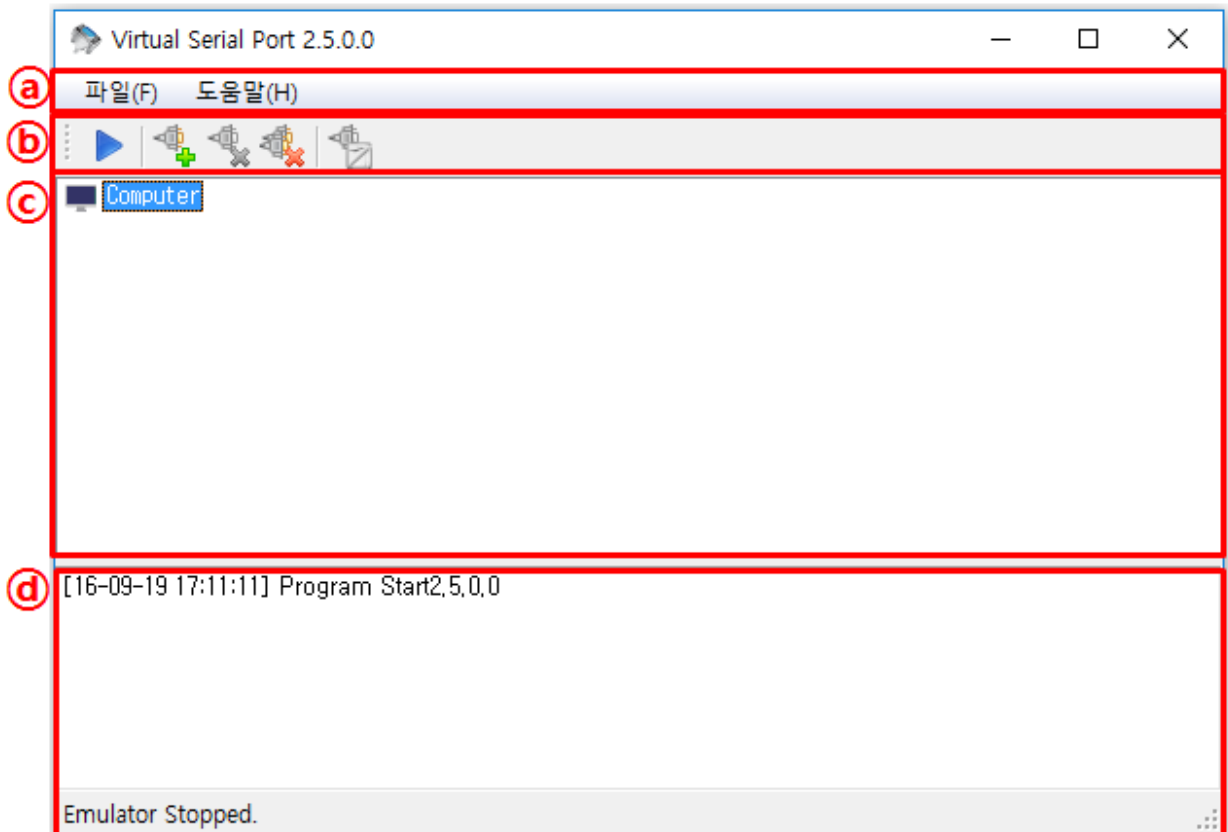 Virtual Serial Port 2.5.0.0
ⓐ 파일(F) 도움말(H)
ⓑ
ⓒ Computer
ⓓ [16-09-19 17:11:11] Program Start2,5,0,0
Emulator Stopped.